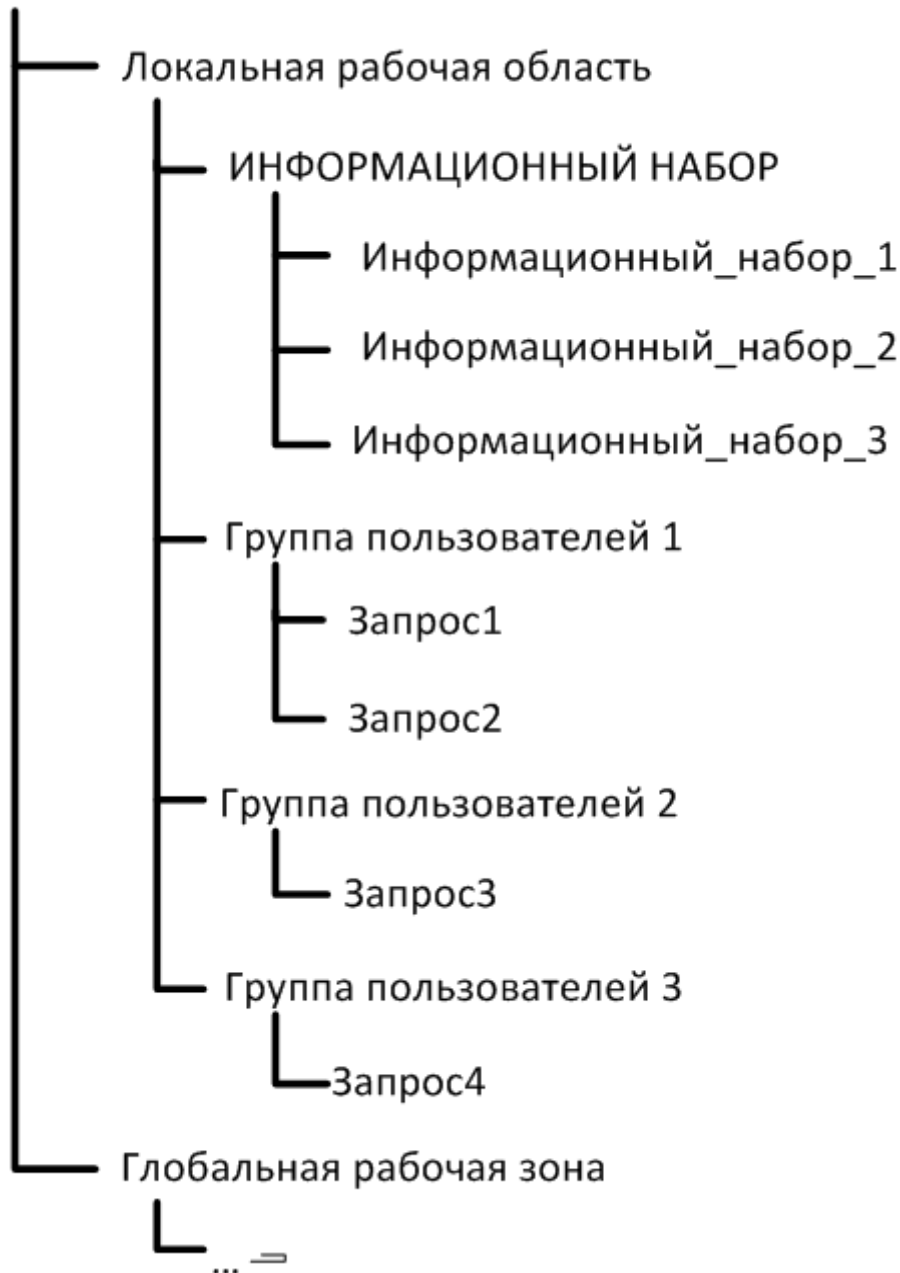 Локальная рабочая область
ИНФОРМАЦИОННЫЙ НАБОР
Информационный_набор_1
Информационный_набор_2
Информационный_набор_3
Группа пользователей 1
Запрос1
Запрос2
Группа пользователей 2
Запрос3
Группа пользователей 3
Запрос4
Глобальная рабочая зона
...